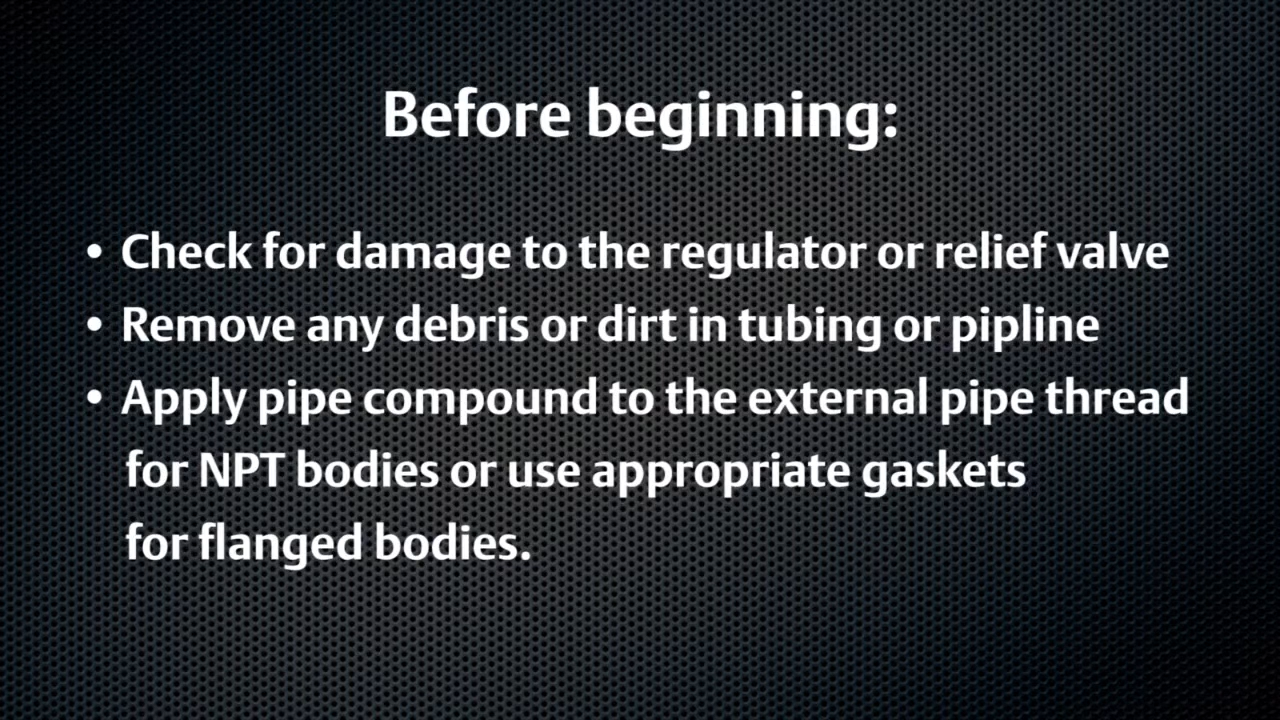 Before beginning:
• Check for damage to the regulator or relief valve
• Remove any debris or dirt in tubing or pipline
• Apply pipe compound to the external pipe thread
for NPT bodies or use appropriate gaskets
for flanged bodies.